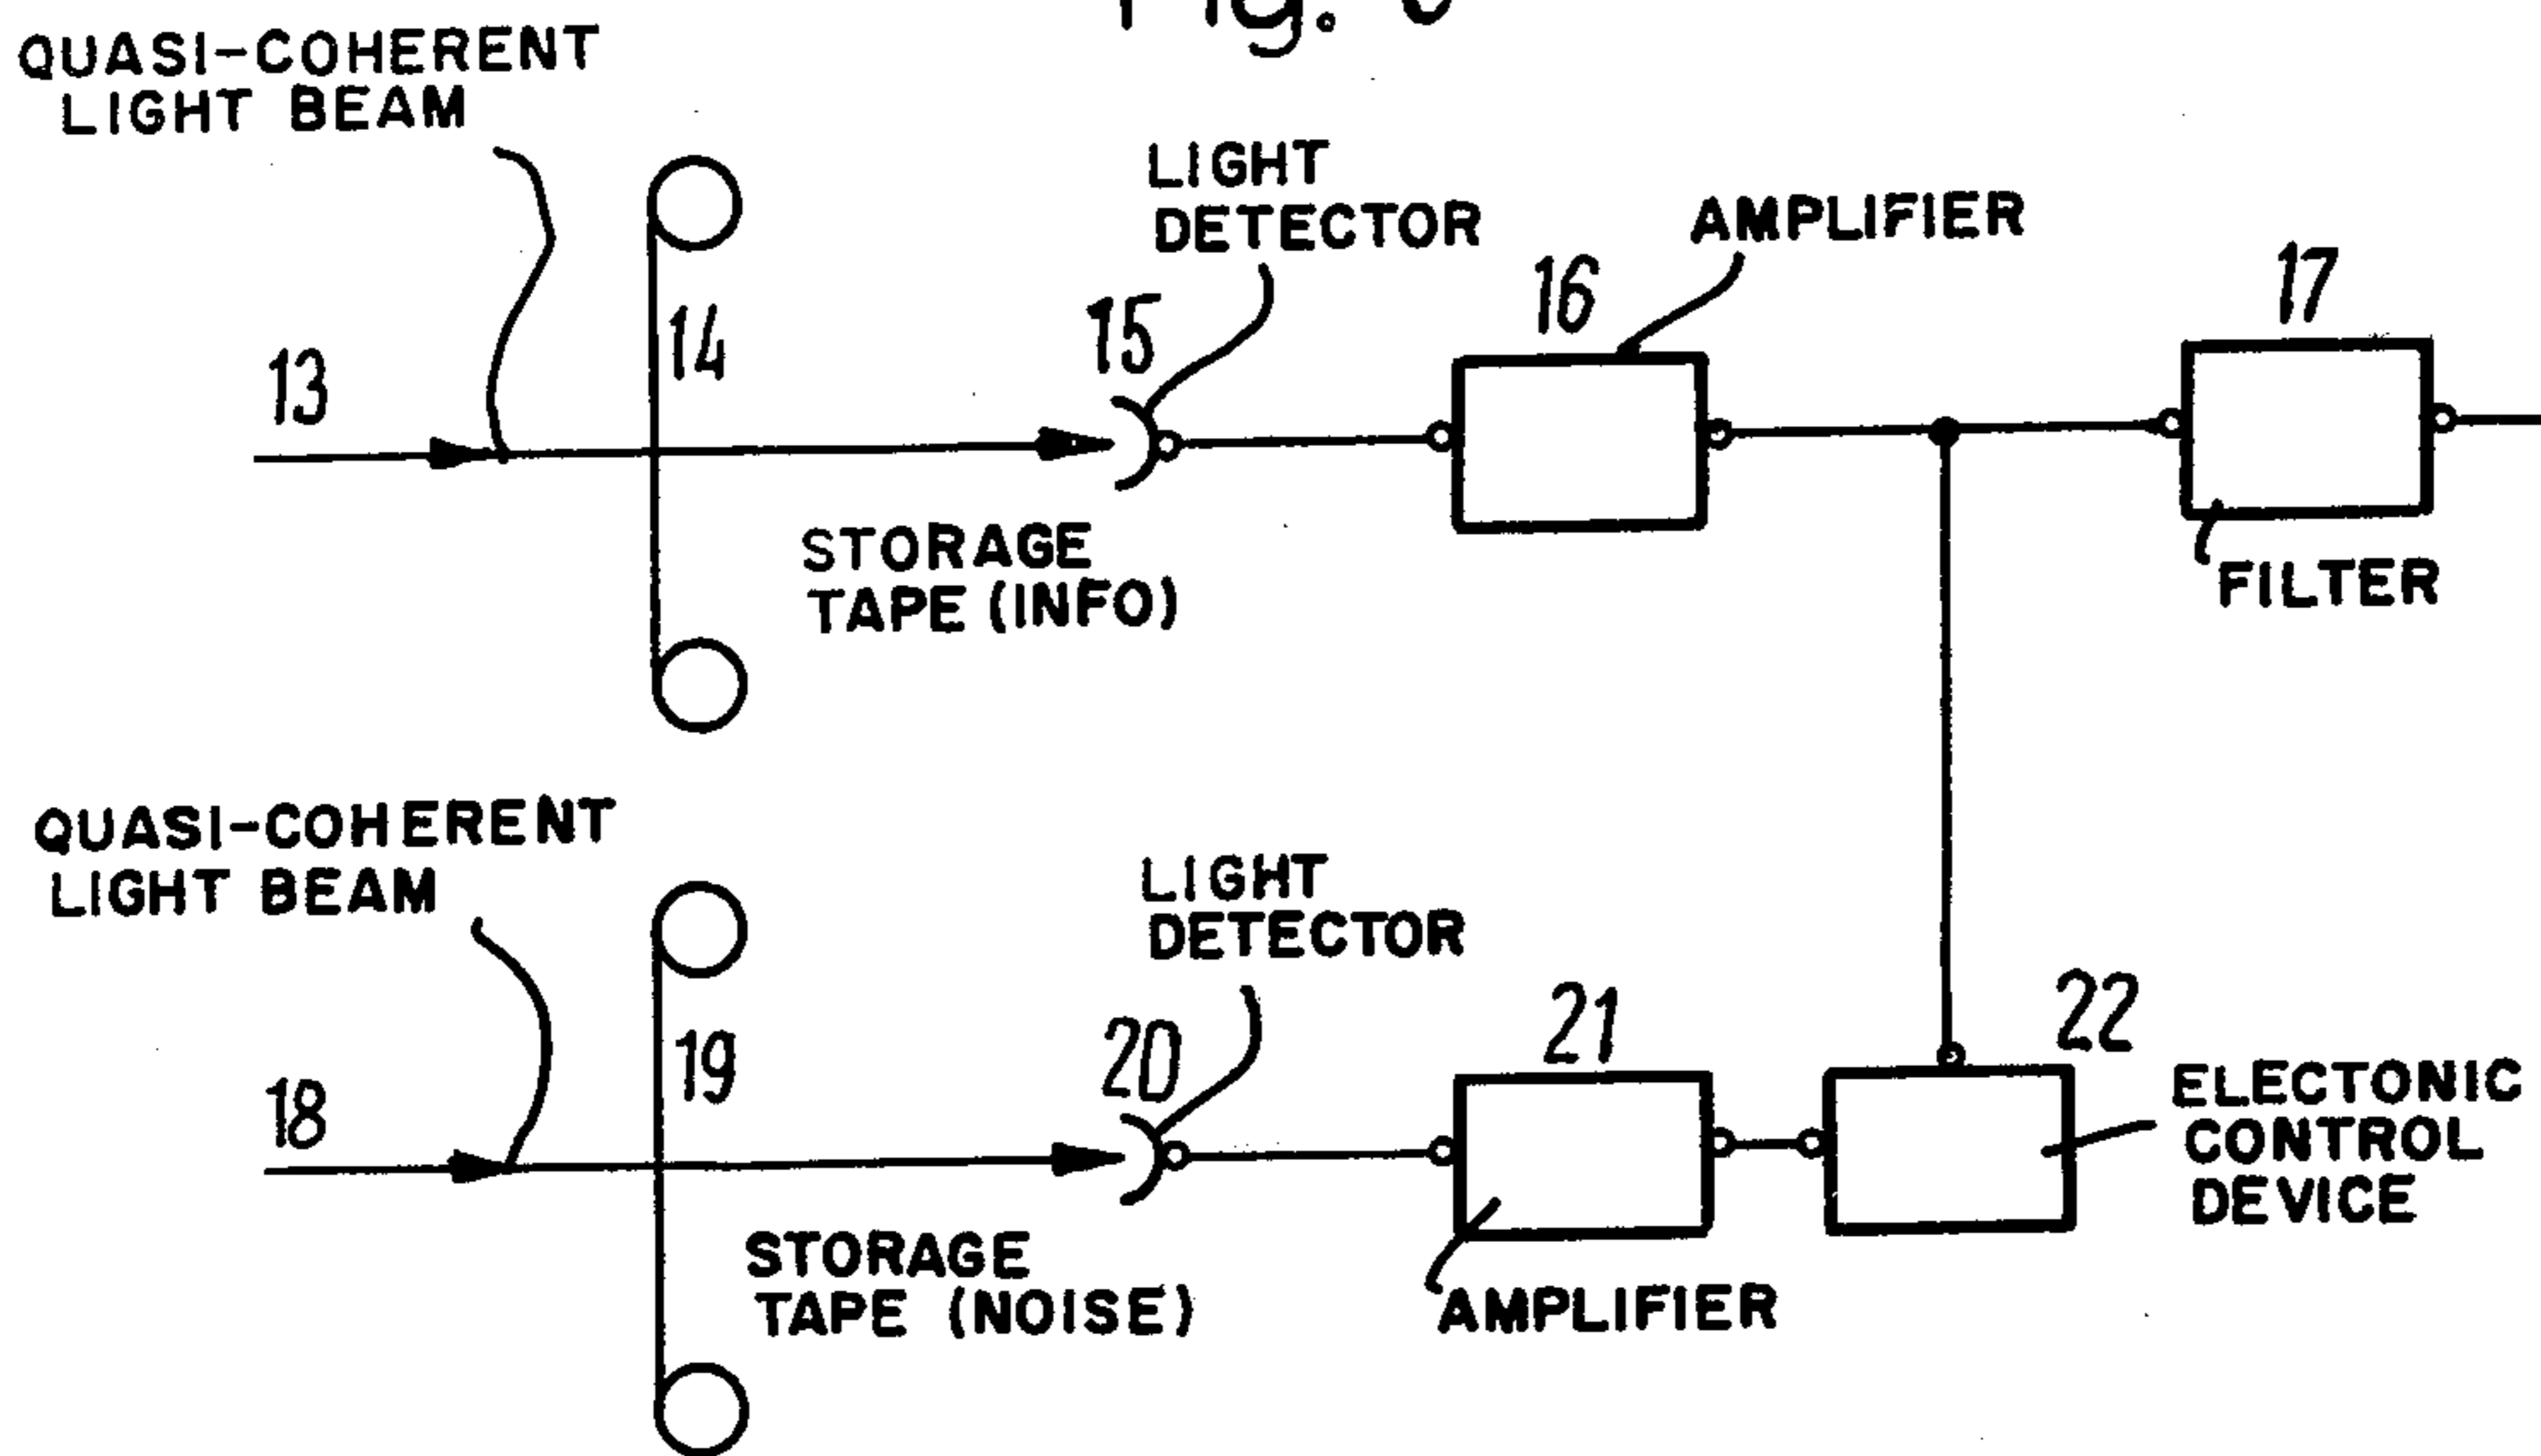 QUASI-COHERENT
LIGHT BEAM
LIGHT
DETECTOR
AMPLIFIER
13
14
15
16
17
STORAGE
TAPE (INFO)
FILTER
QUASI-COHERENT
LIGHT BEAM
LIGHT
DETECTOR
18
19
20
21
22
ELECTONIC
CONTROL
DEVICE
STORAGE
TAPE (NOISE)
AMPLIFIER